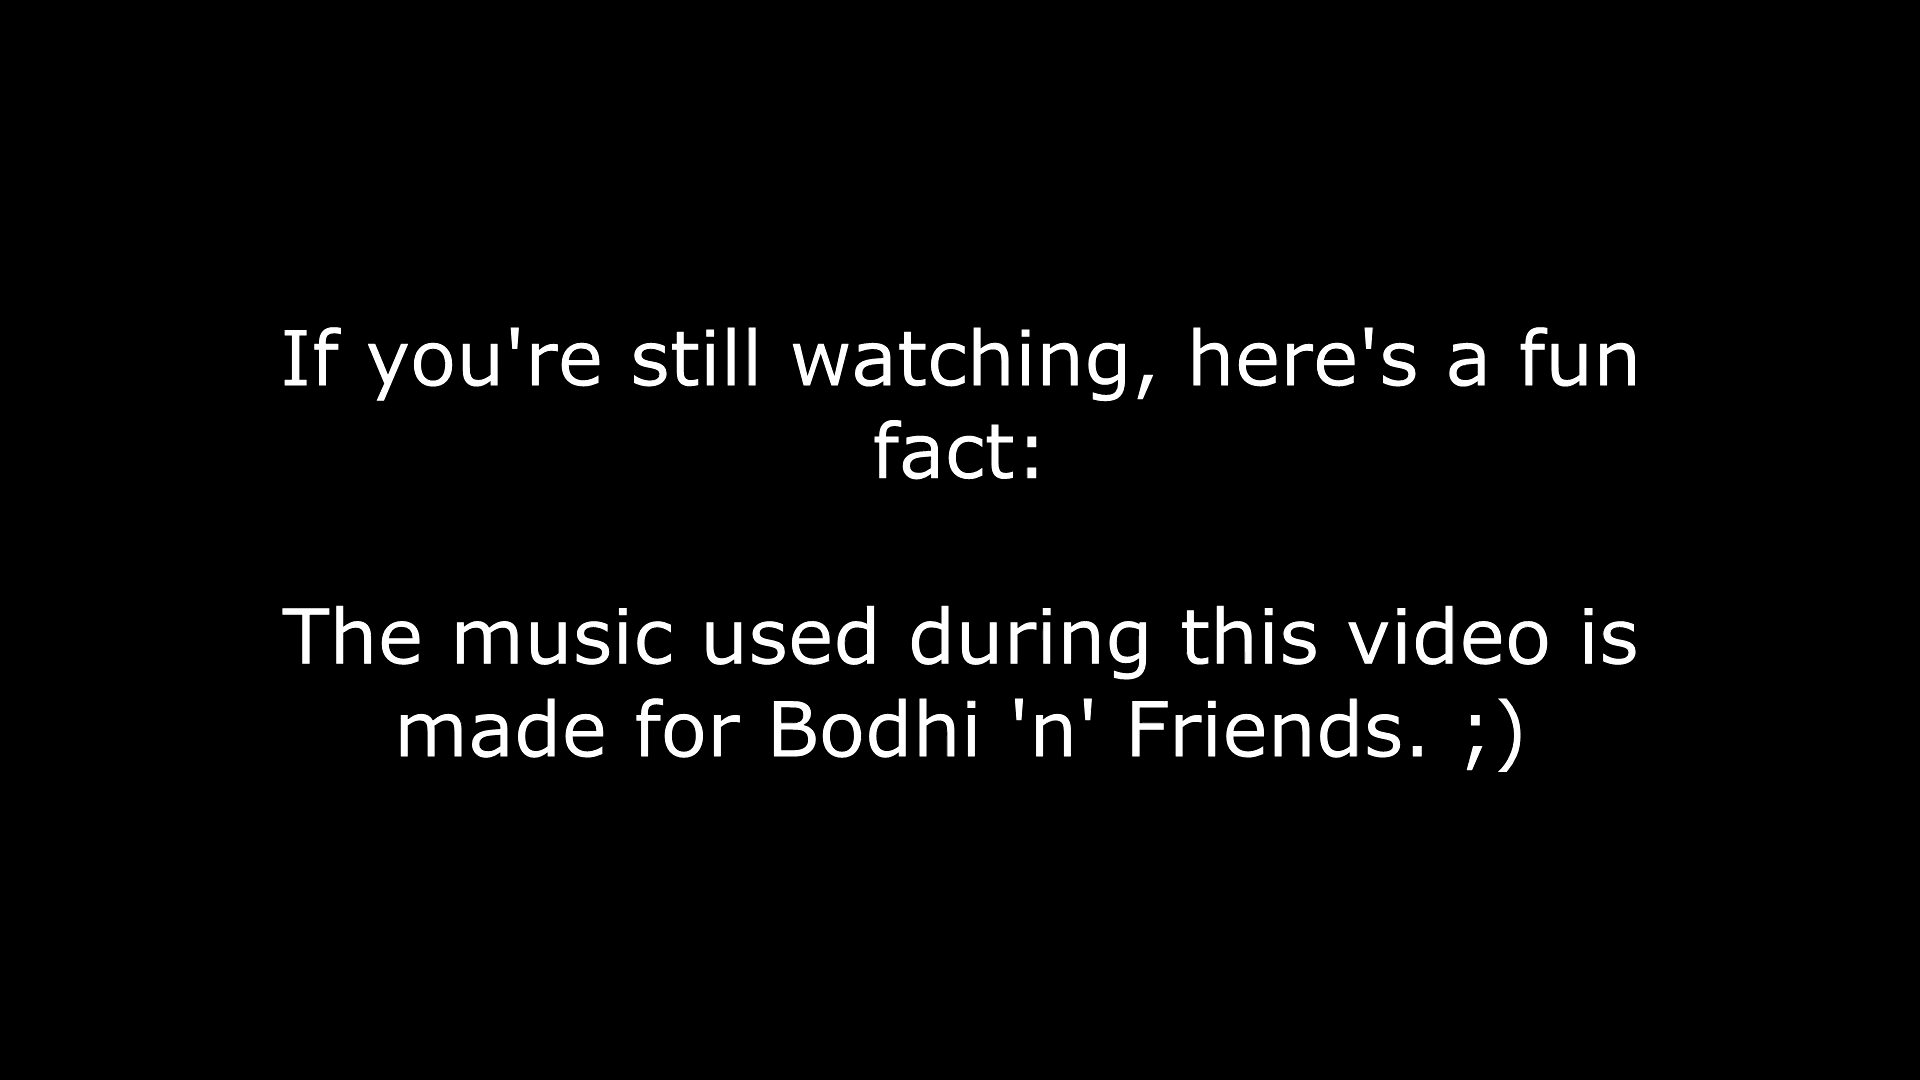 If you're still watching, here's a fun
fact:
The music used during this video is
made for Bodhi 'n' Friends. ;)